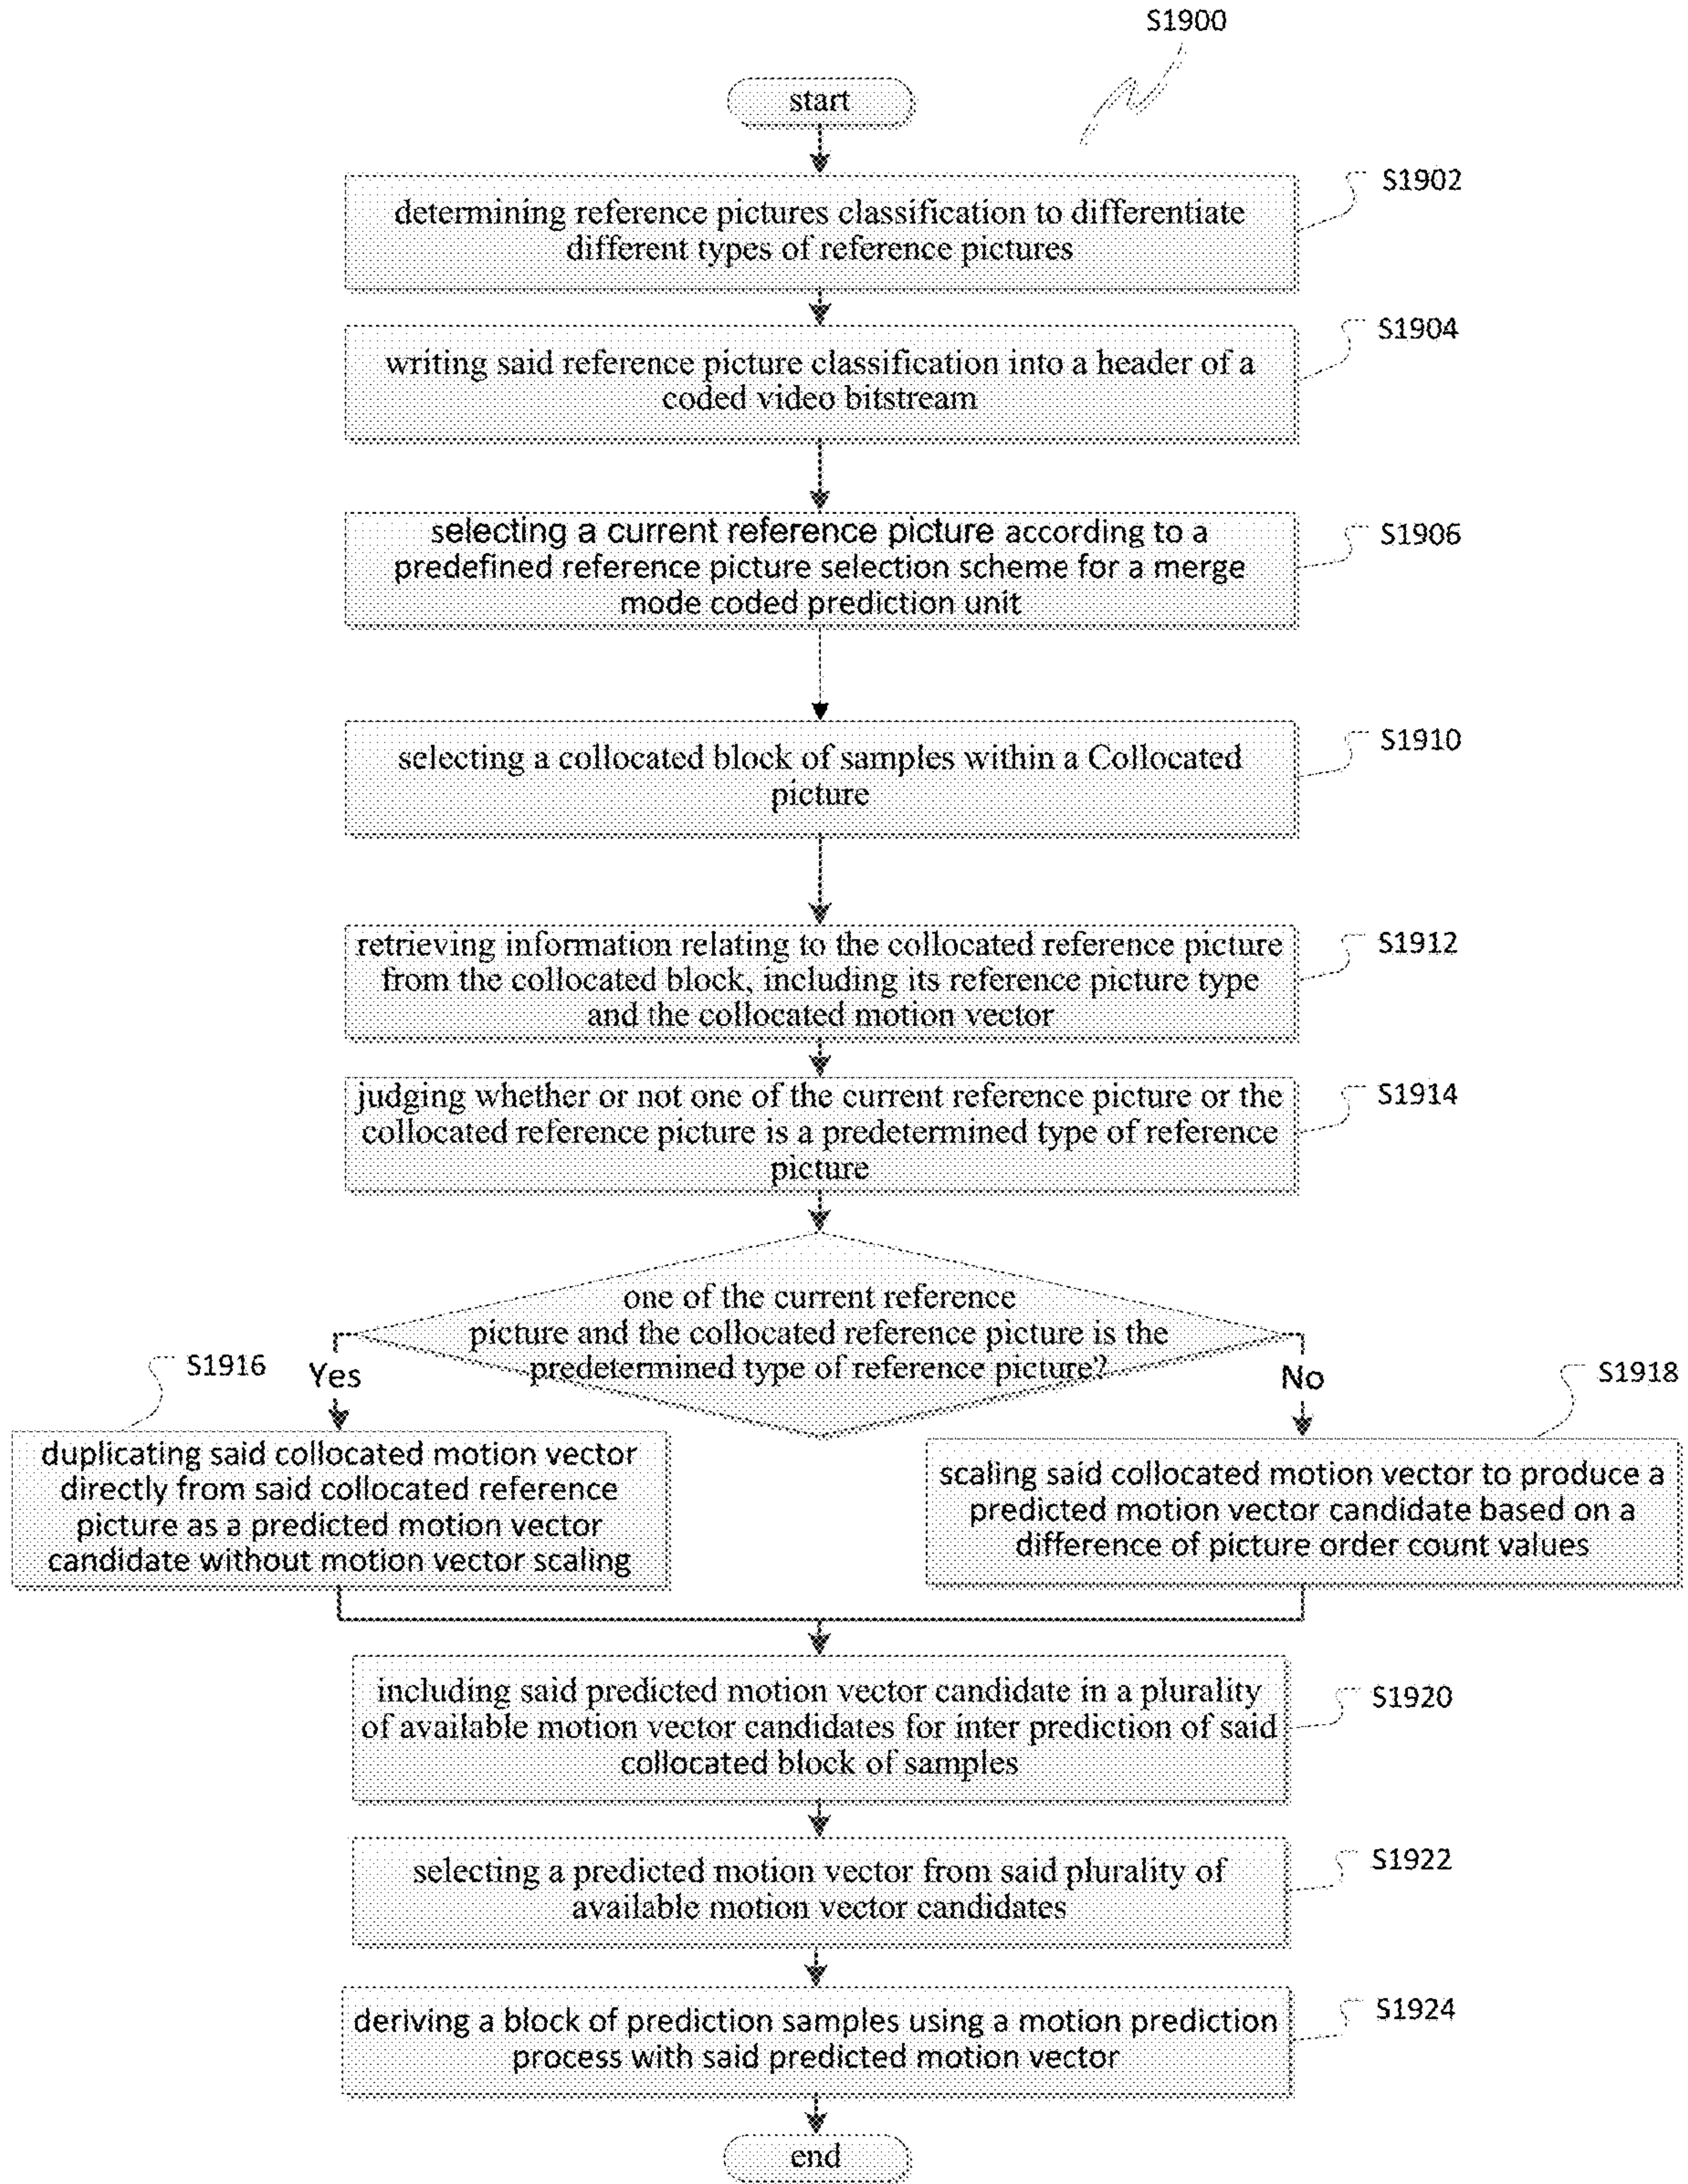 S1900
start
S1902
determining reference pictures classification to differentiate
different types of reference pictures
S1904
writing said reference picture classification into a header of a
coded video bitstream
S1906
selecting a current reference picture according to a
predefined reference picture selection scheme for a merge
mode coded prediction unit
S1910
selecting a collocated block of samples within a Collocated
picture
S1912
retrieving information relating to the collocated reference picture
from the collocated block, including its reference picture type
and the collocated motion vector
S1914
judging whether or not one of the current reference picture or the
collocated reference picture is a predetermined type of reference
picture
one of the current reference
picture and the collocated reference picture is the
predetermined type of reference picture?
S1916
Yes
No
S1918
duplicating said collocated motion vector
directly from said collocated reference
picture as a predicted motion vector
candidate without motion vector scaling
scaling said collocated motion vector to produce a
predicted motion vector candidate based on a
difference of picture order count values
S1920
including said predicted motion vector candidate in a plurality
of available motion vector candidates for inter prediction of said
collocated block of samples
S1922
selecting a predicted motion vector from said plurality of
available motion vector candidates
S1924
deriving a block of prediction samples using a motion prediction
process with said predicted motion vector
end